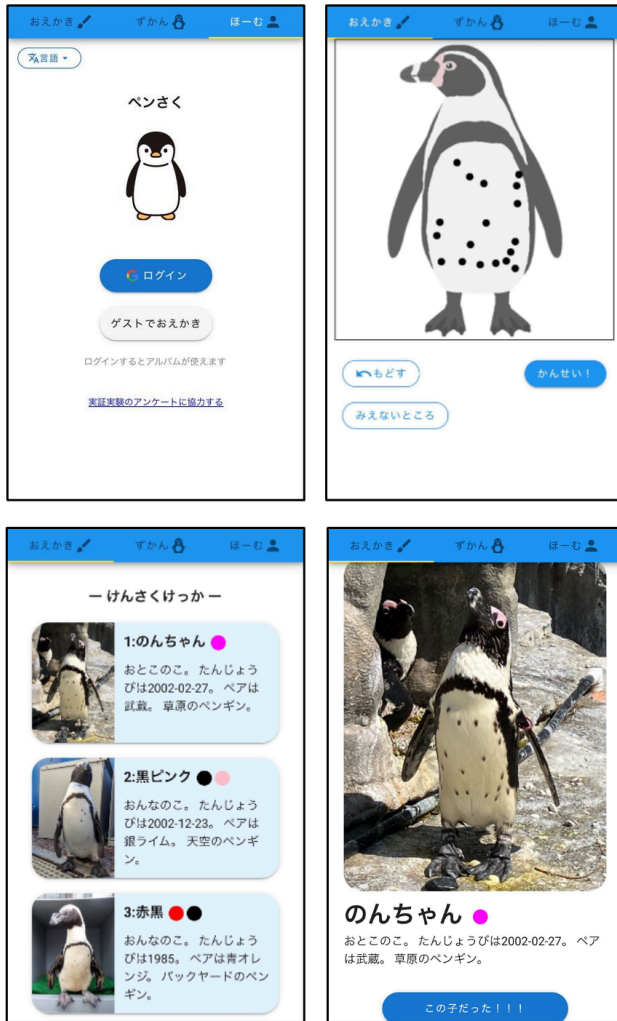 おえかき ずかん ほーむ
言語
ペンさく
ログイン
ゲストでおえかき
ログインするとアルバムが使えます
実証実験のアンケートに協力する
おえかき ずかん ほーむ
もどす かんせい！
みえないところ
おえかき ずかん ほーむ
ー けんさくけっか ー
1:のんちゃん
おとこのこ。 たんじょう
びは2002-02-27。 ペアは
武蔵。 草原のペンギン。
2:黒ピンク
おんなのこ。 たんじょう
びは2002-12-23。 ペアは
銀ライム。 天空のペンギ
ン。
3:赤黒
おんなのこ。 たんじょう
びは1985。 ペアは青オレ
ンジ。 バックヤードのペン
ギン。
おえかき ずかん ほーむ
のんちゃん
おとこのこ。 たんじょうびは2002-02-27。 ペア
は武蔵。 草原のペンギン。
この子だった！！！